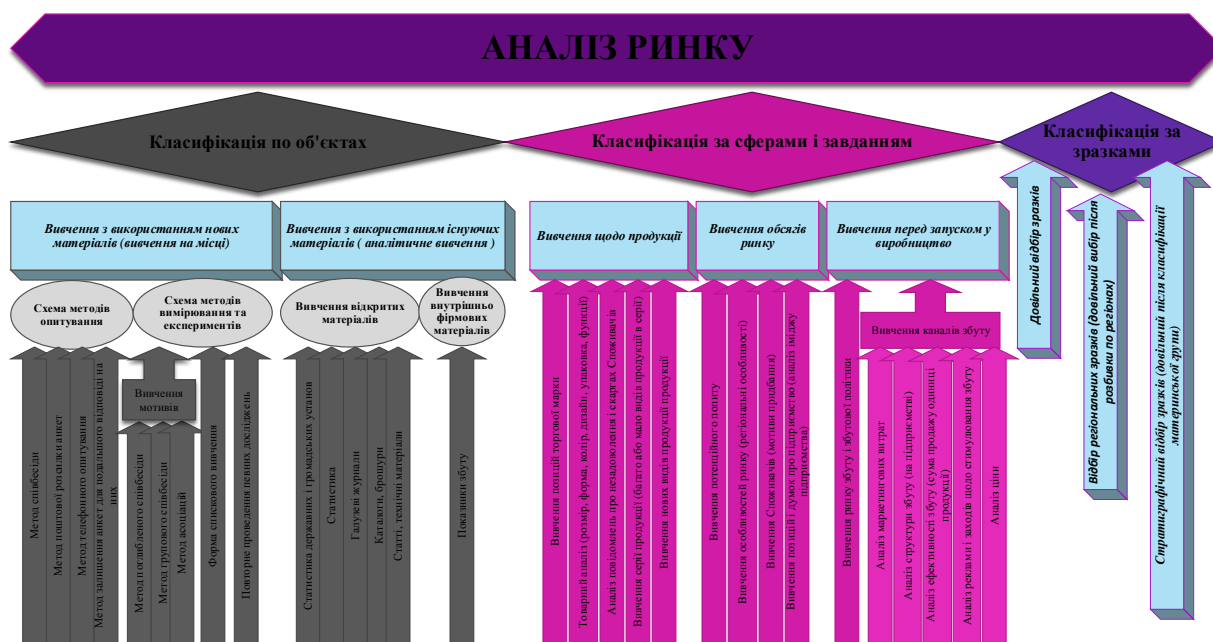 АНАЛІЗ РИНКУ
Класифікація по об'єктах
Класифікація за сферами і завданням
Класифікація за
зразками
Вивчення з використанням нових
матеріалів (вивчення на місці)
Вивчення з використанням існуючих
матеріалів ( аналітичне вивчення )
Вивчення щодо продукції
Вивчення обсягів
ринку
Вивчення перед запуском у
виробництво
Схема методів
опитування
Схема методів
вимірювання та
експериментів
Вивчення відкритих
матеріалів
Вивчення
внутрішньо
фірмових
матеріалів
Метод співбесіди
Метод поштової розсилки анкет
Метод телефонного опитування
Метод залишення анкет для подальшого відповіді на
них
Вивчення
мотивів
Метод поглибленого співбесіди
Метод групового співбесіди
Метод асоціацій
Форма спискового вивчення
Повторне проведення певних досліджень
Статистика державних і громадських установ
Статистика
Галузеві журнали
Каталоги, брошури
Статті, технічні матеріали
Показники збуту
Вивчення позицій торгової марки
Товарний аналіз (розмір, форма, колір, дизайн, упаковка, функції)
Аналіз повідомлень про незадоволення і скаргах Споживачів
Вивчення серії продукції (багато або мало видів продукції в серії)
Вивчення нових видів продукції продукції
Вивчення потенційного попиту
Вивчення особливостей ринку (регіональні особливості)
Вивчення Споживачів (мотиви придбання)
Вивчення позицій і думок про підприємство (аналіз іміджу
підприємства)
Вивчення ринку збуту і збутової політики
Вивчення каналів збуту
Аналіз маркетингових витрат
Аналіз структури збуту (на підприємстві)
Аналіз ефективності збуту (сума продажу одиниці
продукції)
Аналіз реклами і заходів щодо стимулювання збуту
Аналіз ціни
Довільний відбір зразків
Відбір регіональних зразків (довільний вибір після
розбивки по регіонах)
Стратиграфічний відбір зразків (довільний після класифікації
материнської групи)